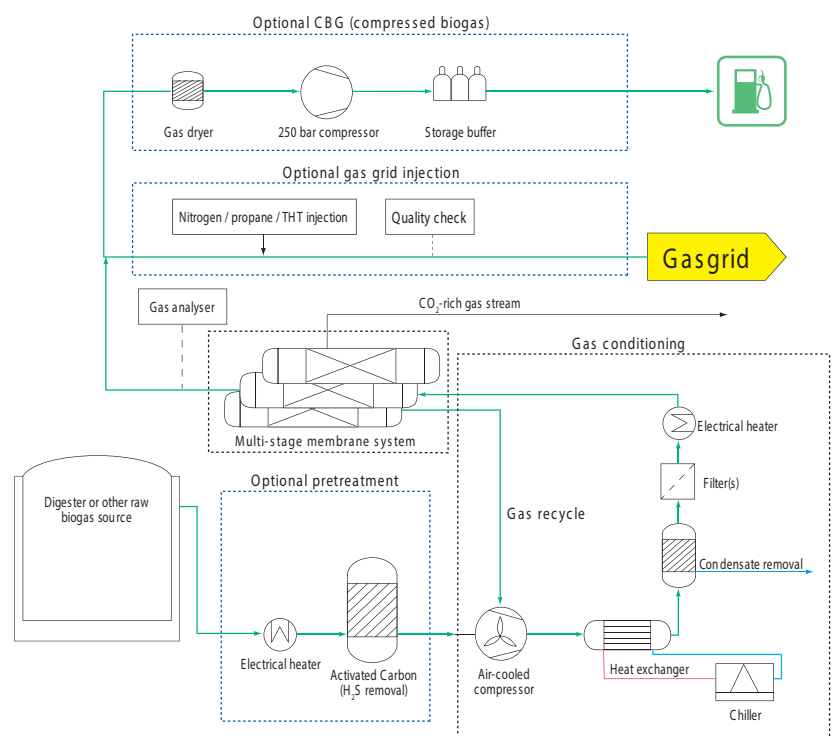 Optional CBG (compressed biogas)
Gas dryer
250 bar compressor
Storage buffer
Optional gas grid injection
Nitrogen / propane / THT injection
Quality check
Gasgrid
Gas analyser
CO2-rich gas stream
Gas conditioning
Multi-stage membrane system
Electrical heater
Filter(s)
Condensate removal
Gas recycle
Optional pretreatment
Digester or other raw
biogas source
Electrical heater
Activated Carbon
(H2S removal)
Air-cooled
compressor
Heat exchanger
Chiller